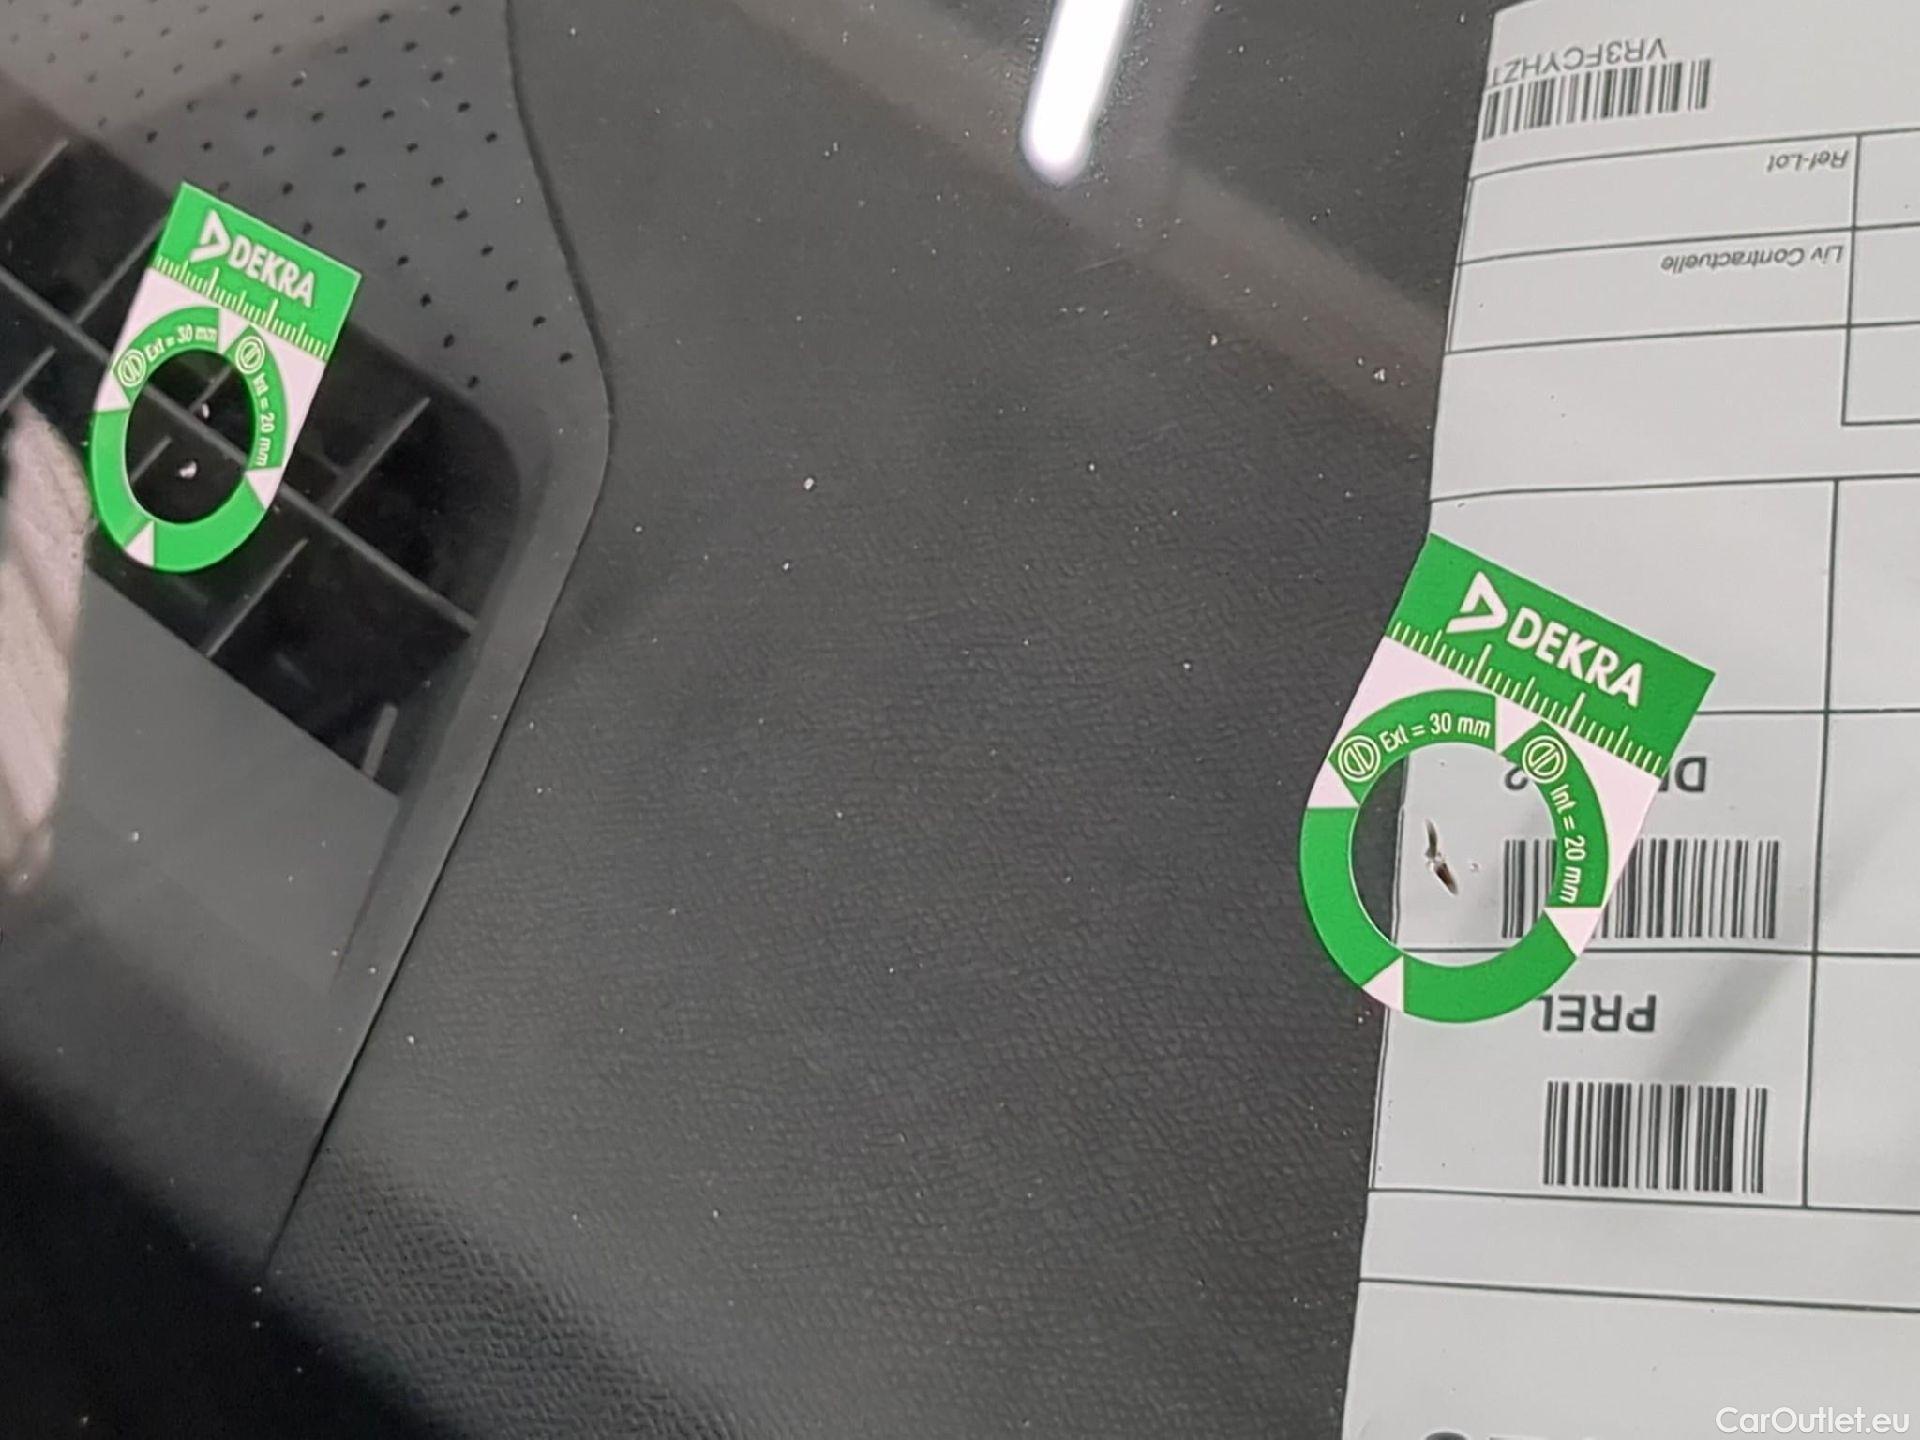 VR3FCYHZ1
Ref-Lot
Liv Contractuelle
DEKRA
Ext = 30 mm
Int = 20 mm
DEKRA
Ext = 30 mm
Int = 20 mm
PREL
CarOutlet.eu